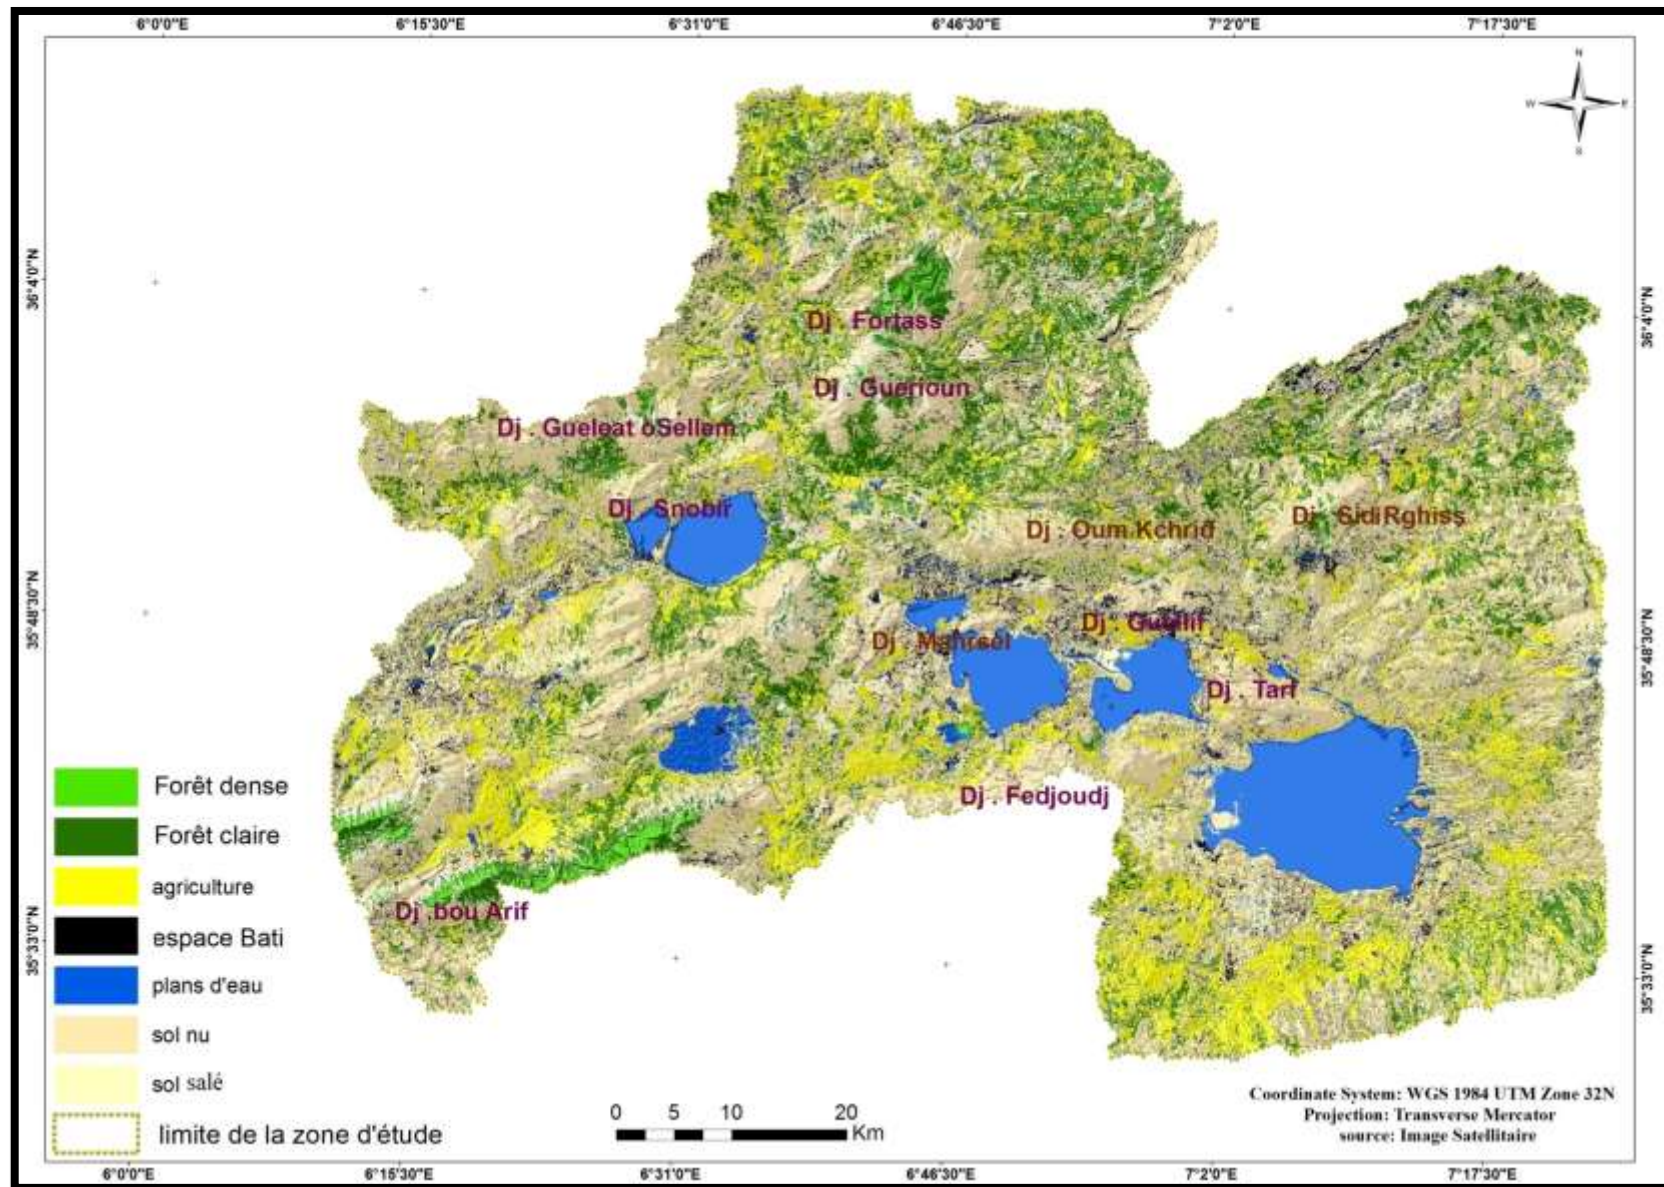 6°0'0"E 6°15'30"E 6°31'0"E 6°46'30"E 7°2'0"E 7°17'30"E
N
W E
S
36°4'0"N
36°4'0"N
Dj . Fortass
Dj . Guerioun
Dj . Gueleat oSellem
Dj . Snobir
Dj . Oum Kchrid
Dj . SidiRghiss
35°48'30"N
35°48'30"N
Dj . Guellif
Dj . Mahrsel
Dj . Tarf
Dj . Fedjoudj
Dj .bou Arif
35°33'0"N
35°33'0"N
Forêt dense
Forêt claire
agriculture
espace Bati
plans d'eau
sol nu
sol salé
limite de la zone d'étude
0 5 10 20
Km
Coordinate System: WGS 1984 UTM Zone 32N
Projection: Transverse Mercator
source: Image Satellitaire
6°0'0"E 6°15'30"E 6°31'0"E 6°46'30"E 7°2'0"E 7°17'30"E